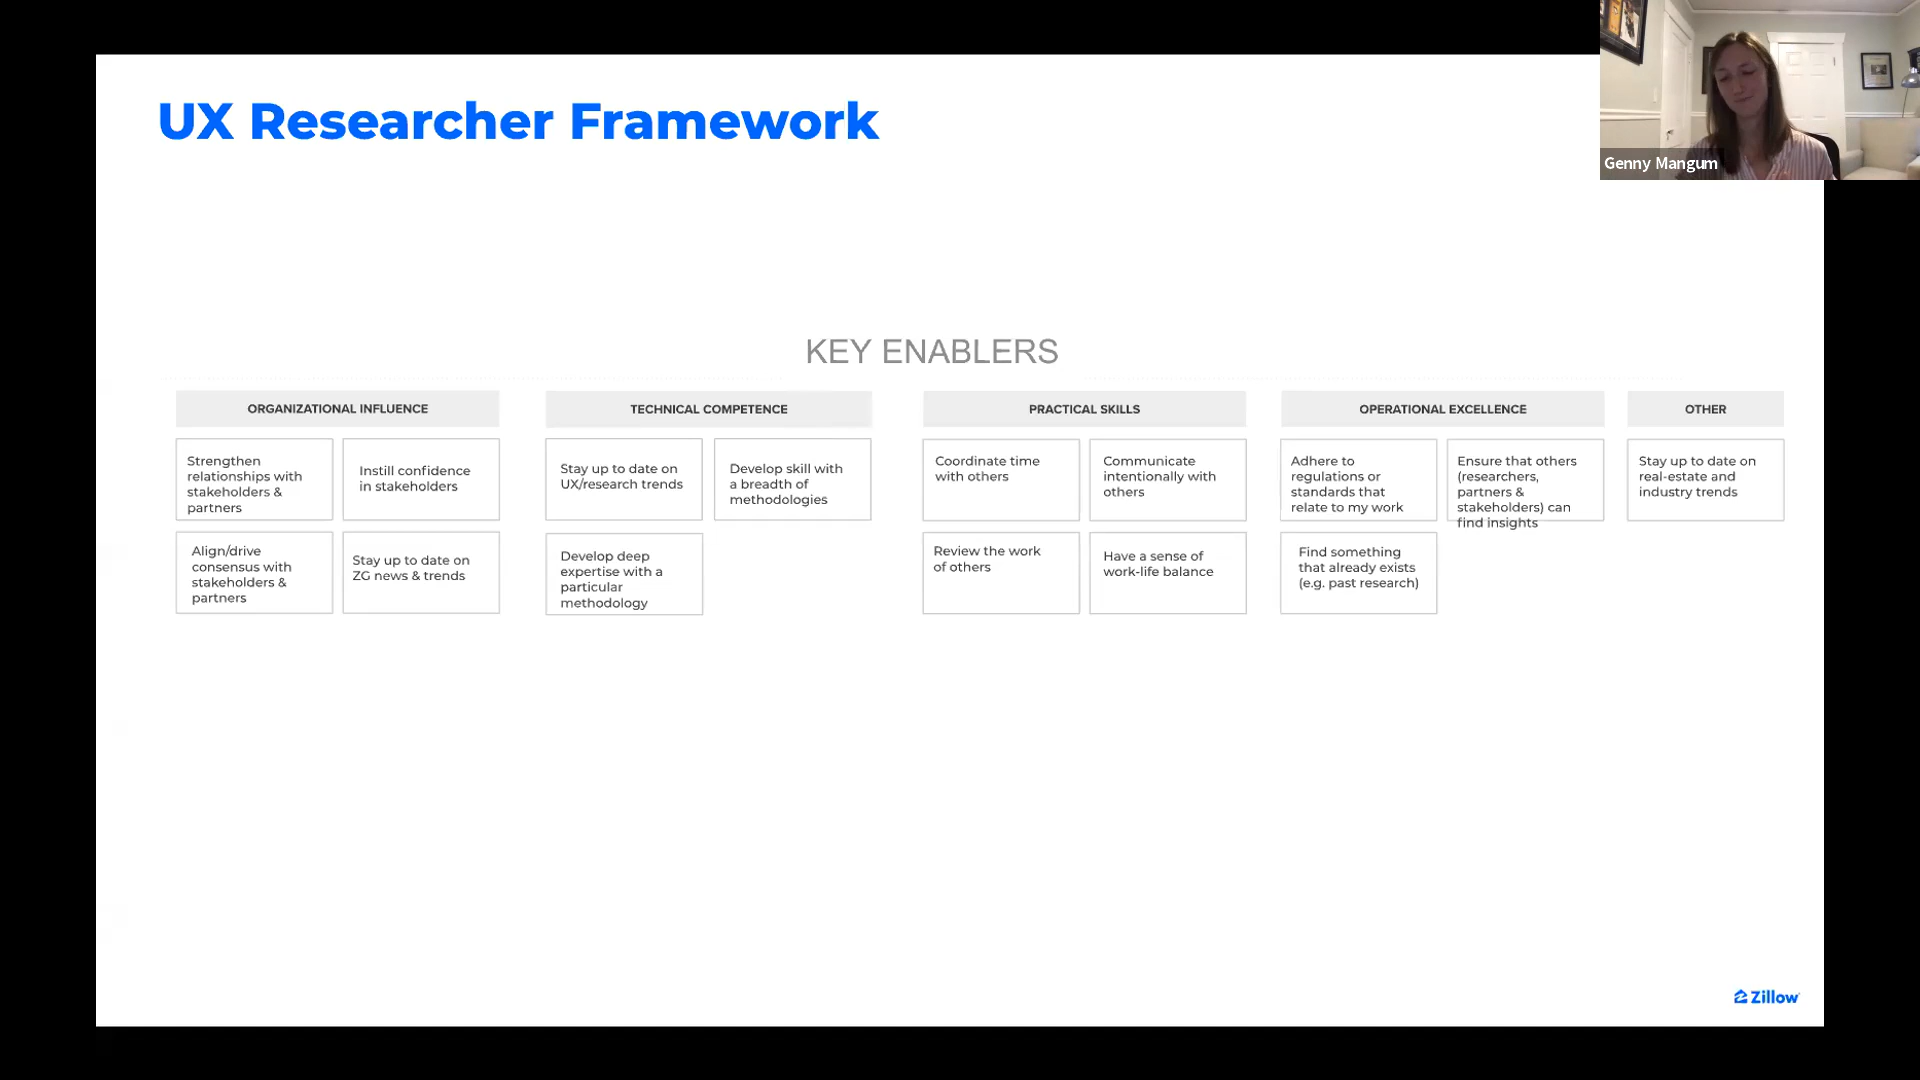 UX Researcher Framework
Genny Mangum
KEY ENABLERS
ORGANIZATIONAL INFLUENCE
Strengthen
relationships with
stakeholders &
partners
Instill confidence
in stakeholders
Align/drive
consensus with
stakeholders &
partners
Stay up to date on
ZG news & trends
TECHNICAL COMPETENCE
Stay up to date on
UX/research trends
Develop skill with
a breadth of
methodologies
Develop deep
expertise with a
particular
methodology
PRACTICAL SKILLS
Coordinate time
with others
Communicate
intentionally with
others
Review the work
of others
Have a sense of
work-life balance
OPERATIONAL EXCELLENCE
Adhere to
regulations or
standards that
relate to my work
Ensure that others
(researchers,
partners &
stakeholders) can
find insights
Find something
that already exists
(e.g. past research)
OTHER
Stay up to date on
real-estate and
industry trends
Zillow